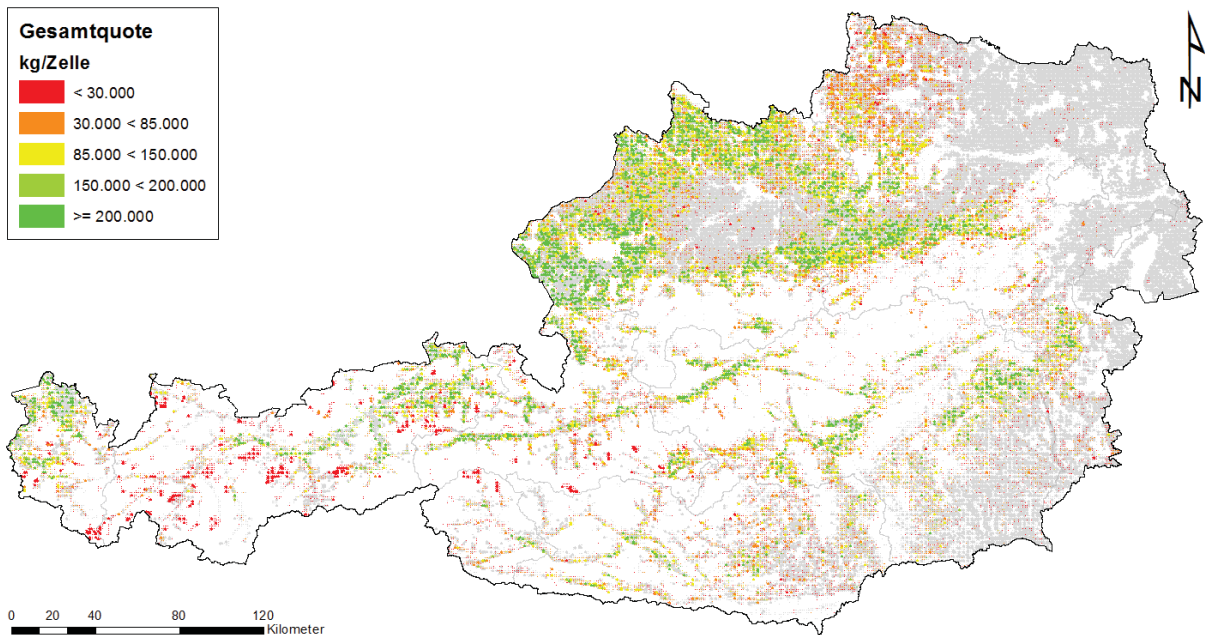 Gesamtquote
kg/Zelle
< 30.000
30.000 < 85.000
85.000 < 150.000
150.000 < 200.000
>= 200.000
N
0 20 40 80 120
Kilometer